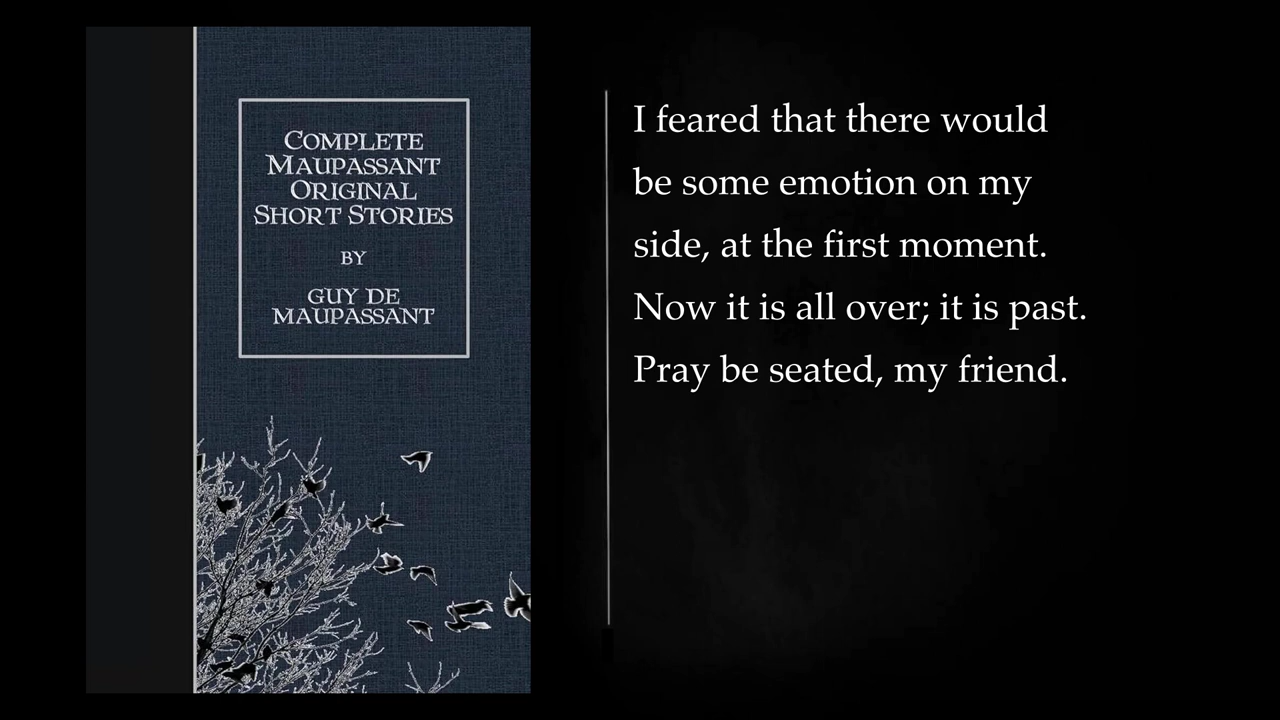 COMPLETE
MAUPASSANT
ORIGINAL
SHORT STORIES
BY
GUY DE
MAUPASSANT
I feared that there would
be some emotion on my
side, at the first moment.
Now it is all over; it is past.
Pray be seated, my friend.